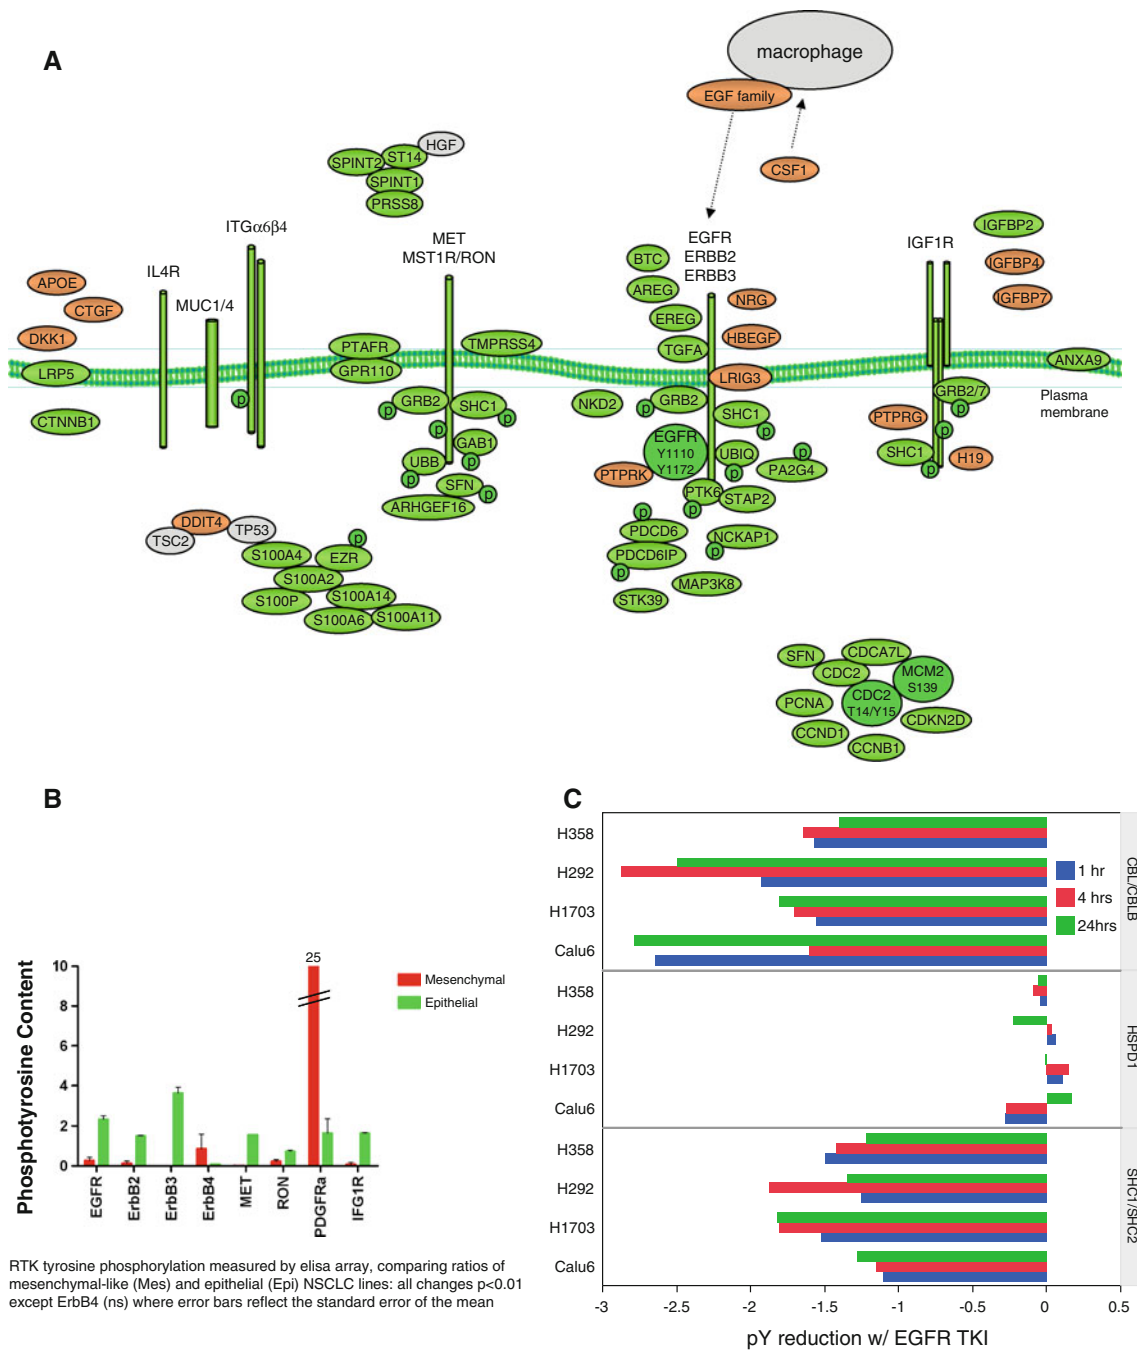 A
macrophage
EGF family
CSF1
HGF
ST14
SPINT2
SPINT1
PRSS8
ITGα6β4
IL4R
MUC1/4
MET
MST1R/RON
EGFR
ERBB2
ERBB3
IGF1R
IGFBP2
IGFBP4
IGFBP7
APOE
CTGF
DKK1
LRP5
CTNNB1
PTAFR
GPR110
TMPRSS4
BTC
AREG
EREG
TGFA
NRG
HBEGF
LRIG3
ANXA9
Plasma
membrane
p
GRB2
p
SHC1
p
p
GAB1
p
UBB
p
SFN
p
ARHGEF16
NKD2
p
GRB2
SHC1
p
EGFR
Y1110
Y1172
UBIQ
p
p
PA2G4
PTPRK
PTK6
p
STAP2
p
PDCD6
PDCD6IP
p
NCKAP1
p
MAP3K8
STK39
GRB2/7
p
PTPRG
p
SHC1
p
H19
DDIT4
TSC2
TP53
p
S100A4
EZR
S100A2
S100P
S100A14
S100A6
S100A11
SFN
CDCA7L
CDC2
MCM2
S139
CDC2
T14/Y15
PCNA
CDKN2D
CCND1
CCNB1
B
Phosphotyrosine Content
10
8
6
4
2
0
25
Mesenchymal
Epithelial
EGFR
ErbB2
ErbB3
ErbB4
MET
RON
PDGFRa
IFG1R
RTK tyrosine phosphorylation measured by elisa array, comparing ratios of
mesenchymal-like (Mes) and epithelial (Epi) NSCLC lines: all changes p<0.01
except ErbB4 (ns) where error bars reflect the standard error of the mean
C
H358
H292
H1703
Calu6
CBL/CBLB
1 hr
4 hrs
24hrs
H358
H292
H1703
Calu6
HSPD1
H358
H292
H1703
Calu6
SHC1/SHC2
-3
-2.5
-2
-1.5
-1
-0.5
0
0.5
pY reduction w/ EGFR TKI